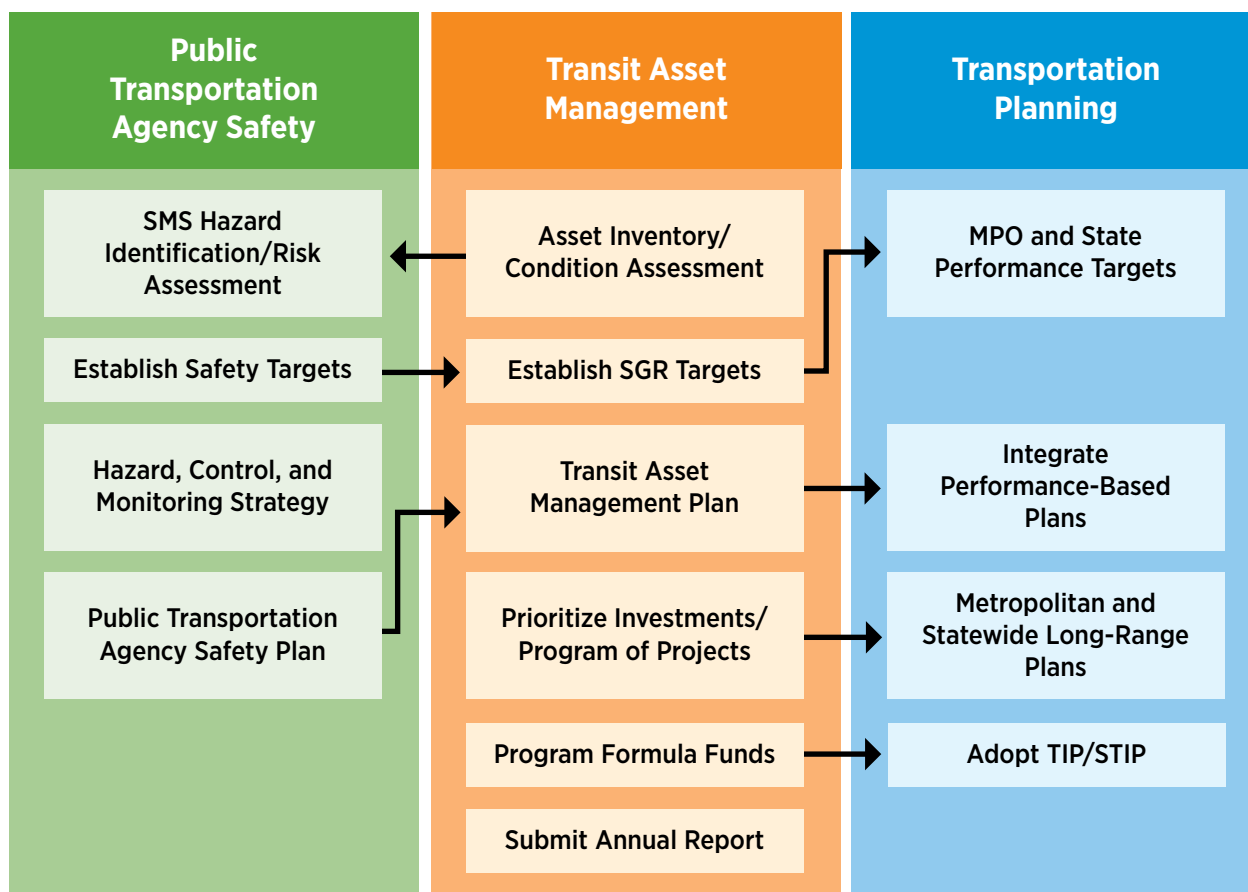 Public
Transportation
Agency Safety
SMS Hazard
Identification/Risk
Assessment
Establish Safety Targets
Hazard, Control, and
Monitoring Strategy
Public Transportation
Agency Safety Plan
Transit Asset
Management
Asset Inventory/
Condition Assessment
Establish SGR Targets
Transit Asset
Management Plan
Prioritize Investments/
Program of Projects
Program Formula Funds
Submit Annual Report
Transportation
Planning
MPO and State
Performance Targets
Integrate
Performance-Based
Plans
Metropolitan and
Statewide Long-Range
Plans
Adopt TIP/STIP